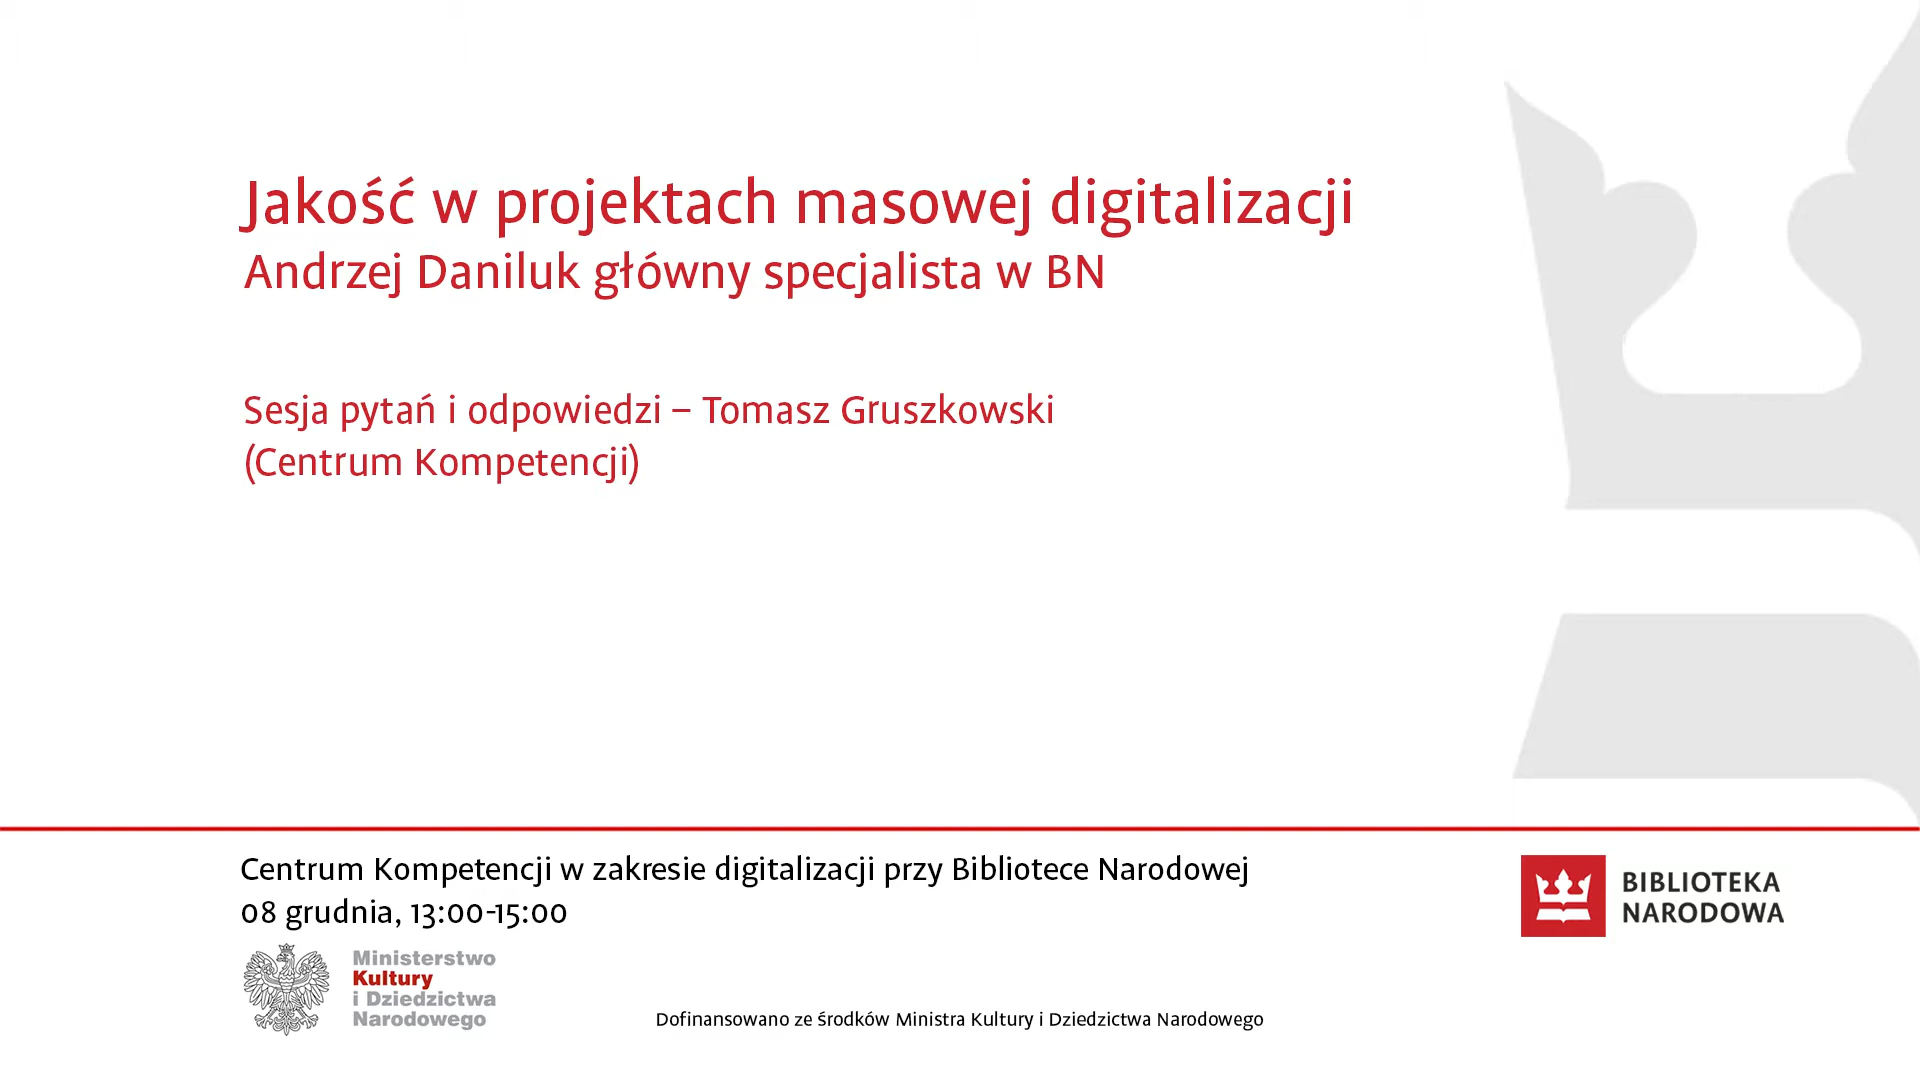 Jakość w projektach masowej digitalizacji
Andrzej Daniluk główny specjalista w BN
Sesja pytań i odpowiedzi – Tomasz Gruszkowski
(Centrum Kompetencji)
Centrum Kompetencji w zakresie digitalizacji przy Bibliotece Narodowej
08 grudnia, 13:00-15:00
BIBLIOTEKA
NARODOWA
Ministerstwo
Kultury
i Dziedzictwa
Narodowego
Dofinansowano ze środków Ministra Kultury i Dziedzictwa Narodowego